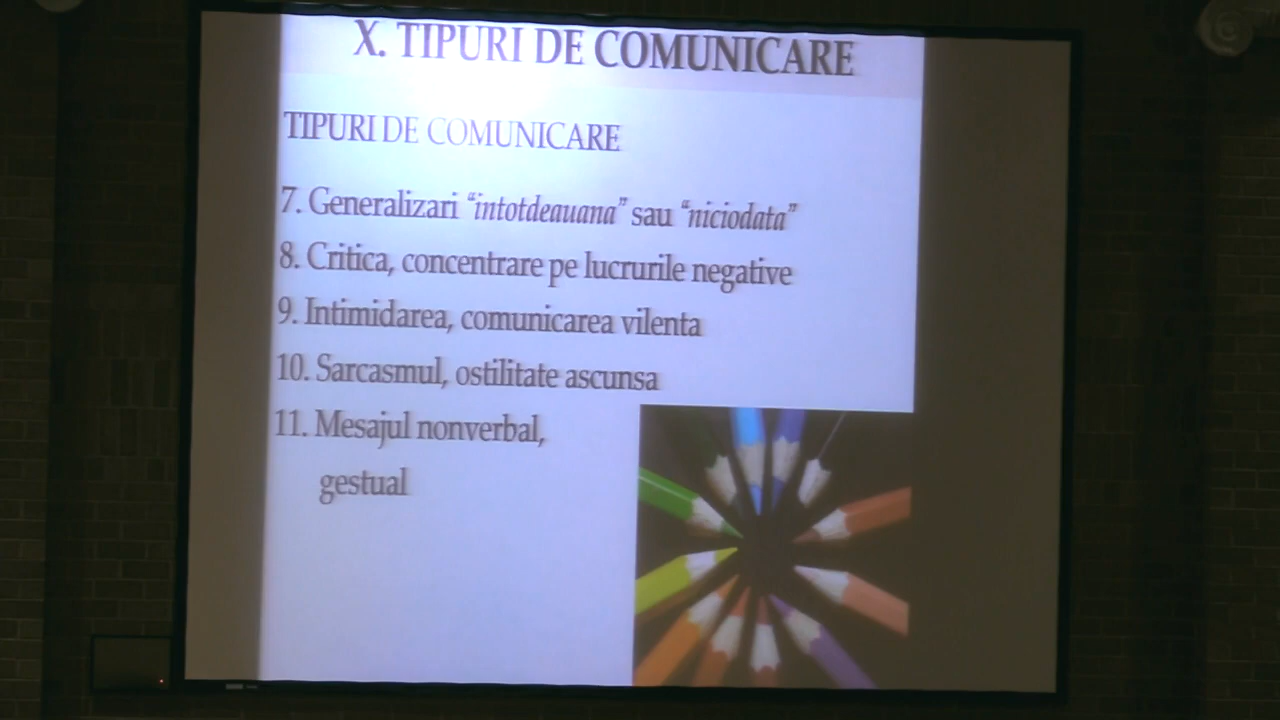 X. TIPURI DE COMUNICARE
TIPURI DE COMUNICARE
7. Generalizari “intotdeauana” sau “niciodata”
8. Critica, concentrare pe lucrurile negative
9. Intimidarea, comunicarea vilenta
10. Sarcasmul, ostilitate ascunsa
11. Mesajul nonverbal,
gestual